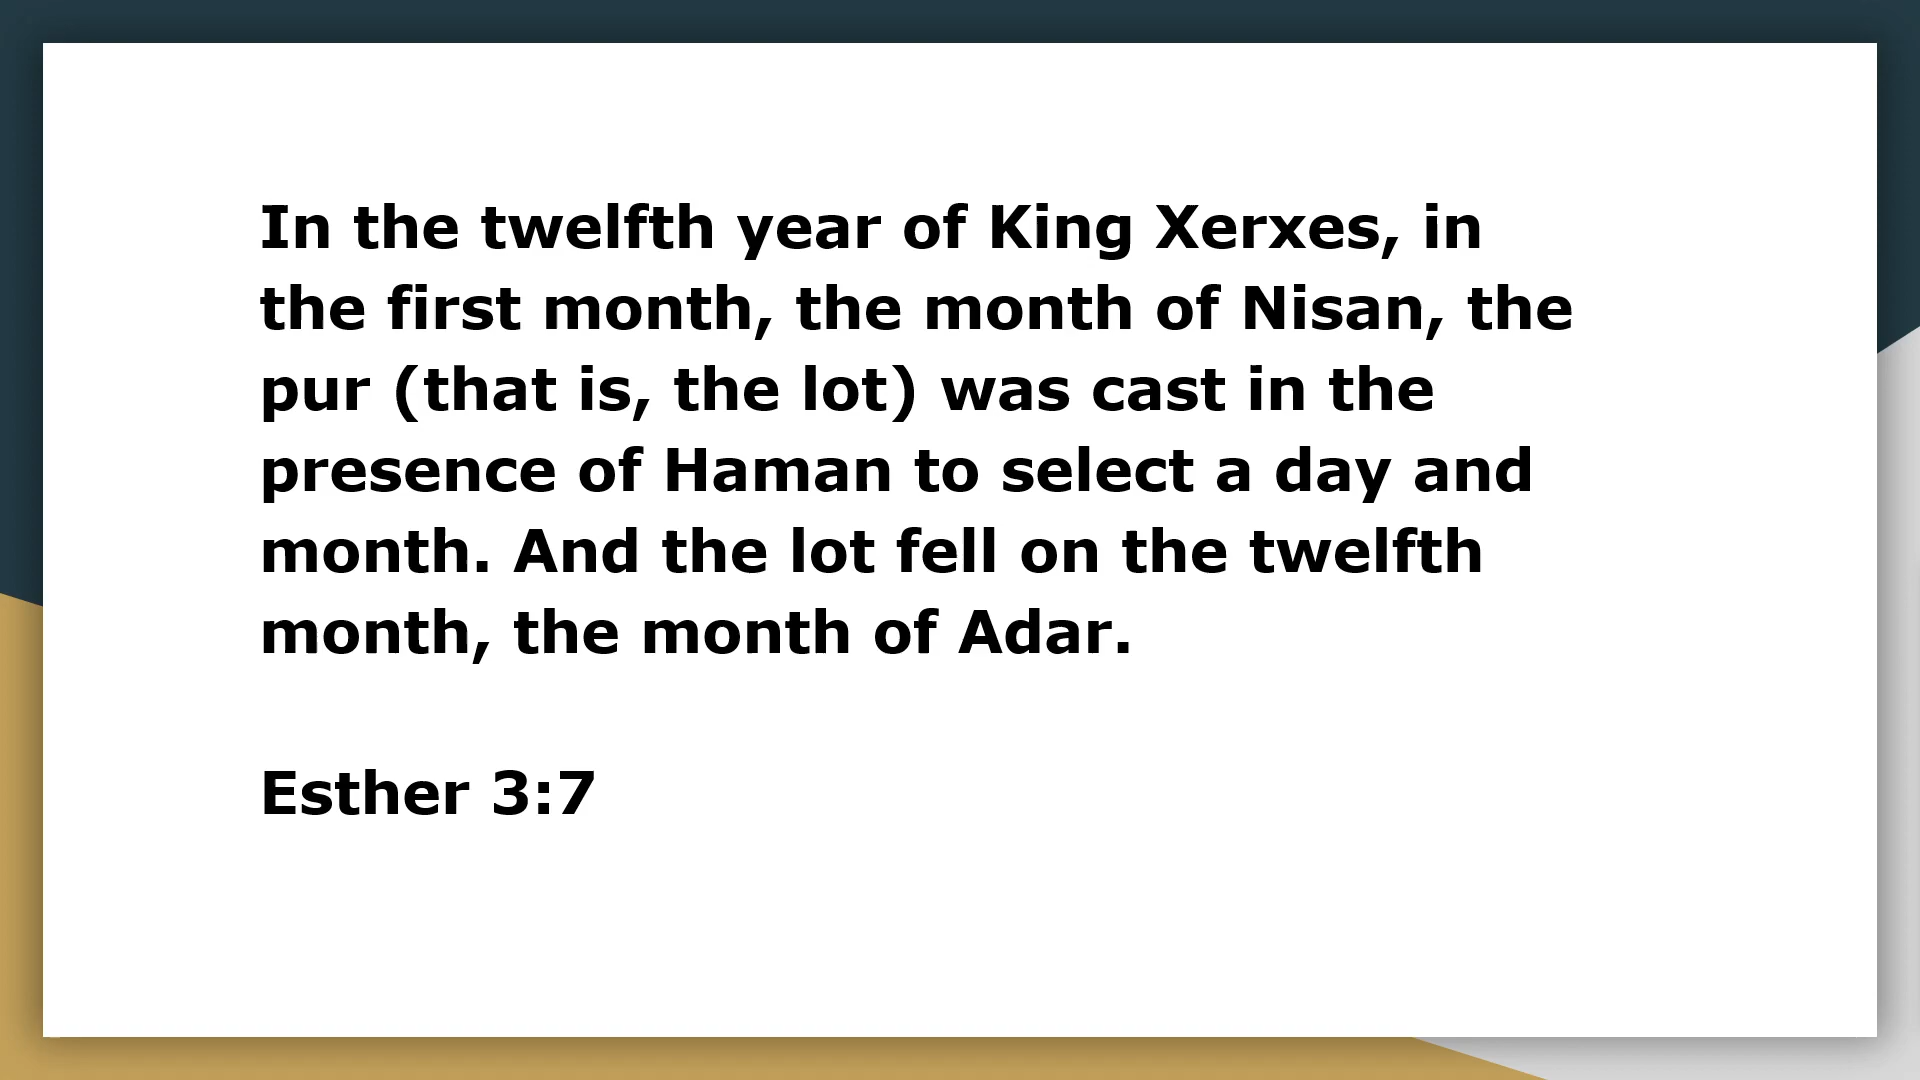 In the twelfth year of King Xerxes, in
the first month, the month of Nisan, the
pur (that is, the lot) was cast in the
presence of Haman to select a day and
month. And the lot fell on the twelfth
month, the month of Adar.
Esther 3:7